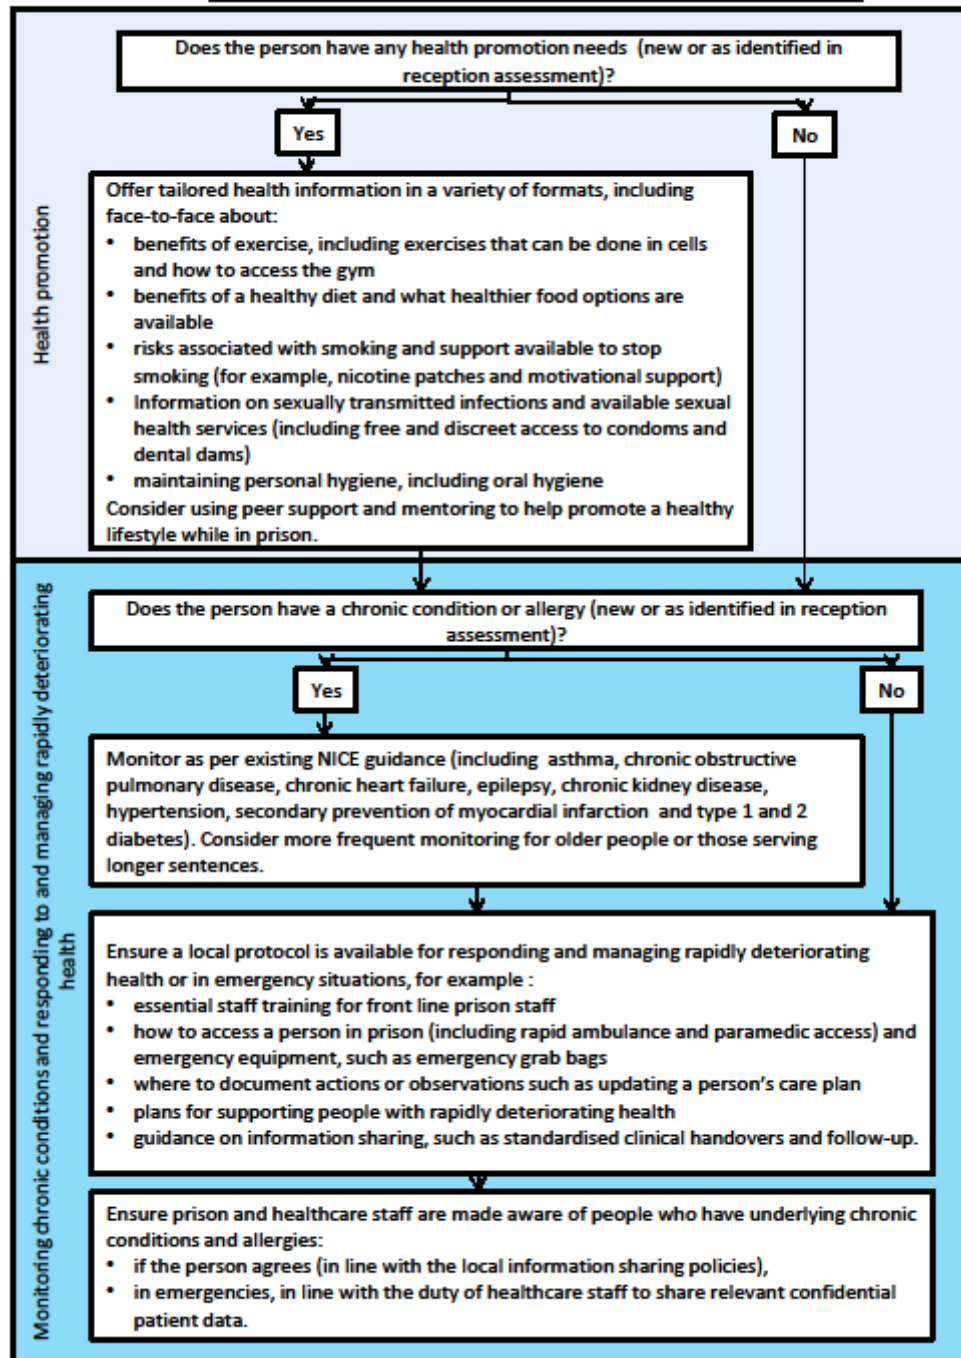 Does the person have any health promotion needs (new or as identified in
reception assessment)?
Yes
No
Health promotion
Offer tailored health information in a variety of formats, including
face-to-face about:
• benefits of exercise, including exercises that can be done in cells
and how to access the gym
• benefits of a healthy diet and what healthier food options are
available
• risks associated with smoking and support available to stop
smoking (for example, nicotine patches and motivational support)
• Information on sexually transmitted infections and available sexual
health services (including free and discreet access to condoms and
dental dams)
• maintaining personal hygiene, including oral hygiene
Consider using peer support and mentoring to help promote a healthy
lifestyle while in prison.
Monitoring chronic conditions and responding to and managing rapidly deteriorating
health
Does the person have a chronic condition or allergy (new or as identified in reception
assessment)?
Yes
No
Monitor as per existing NICE guidance (including asthma, chronic obstructive
pulmonary disease, chronic heart failure, epilepsy, chronic kidney disease,
hypertension, secondary prevention of myocardial infarction and type 1 and 2
diabetes). Consider more frequent monitoring for older people or those serving
longer sentences.
Ensure a local protocol is available for responding and managing rapidly deteriorating
health or in emergency situations, for example :
• essential staff training for front line prison staff
• how to access a person in prison (including rapid ambulance and paramedic access) and
emergency equipment, such as emergency grab bags
• where to document actions or observations such as updating a person's care plan
• plans for supporting people with rapidly deteriorating health
• guidance on information sharing, such as standardised clinical handovers and follow-up.
Ensure prison and healthcare staff are made aware of people who have underlying chronic
conditions and allergies:
• if the person agrees (in line with the local information sharing policies),
• in emergencies, in line with the duty of healthcare staff to share relevant confidential
patient data.